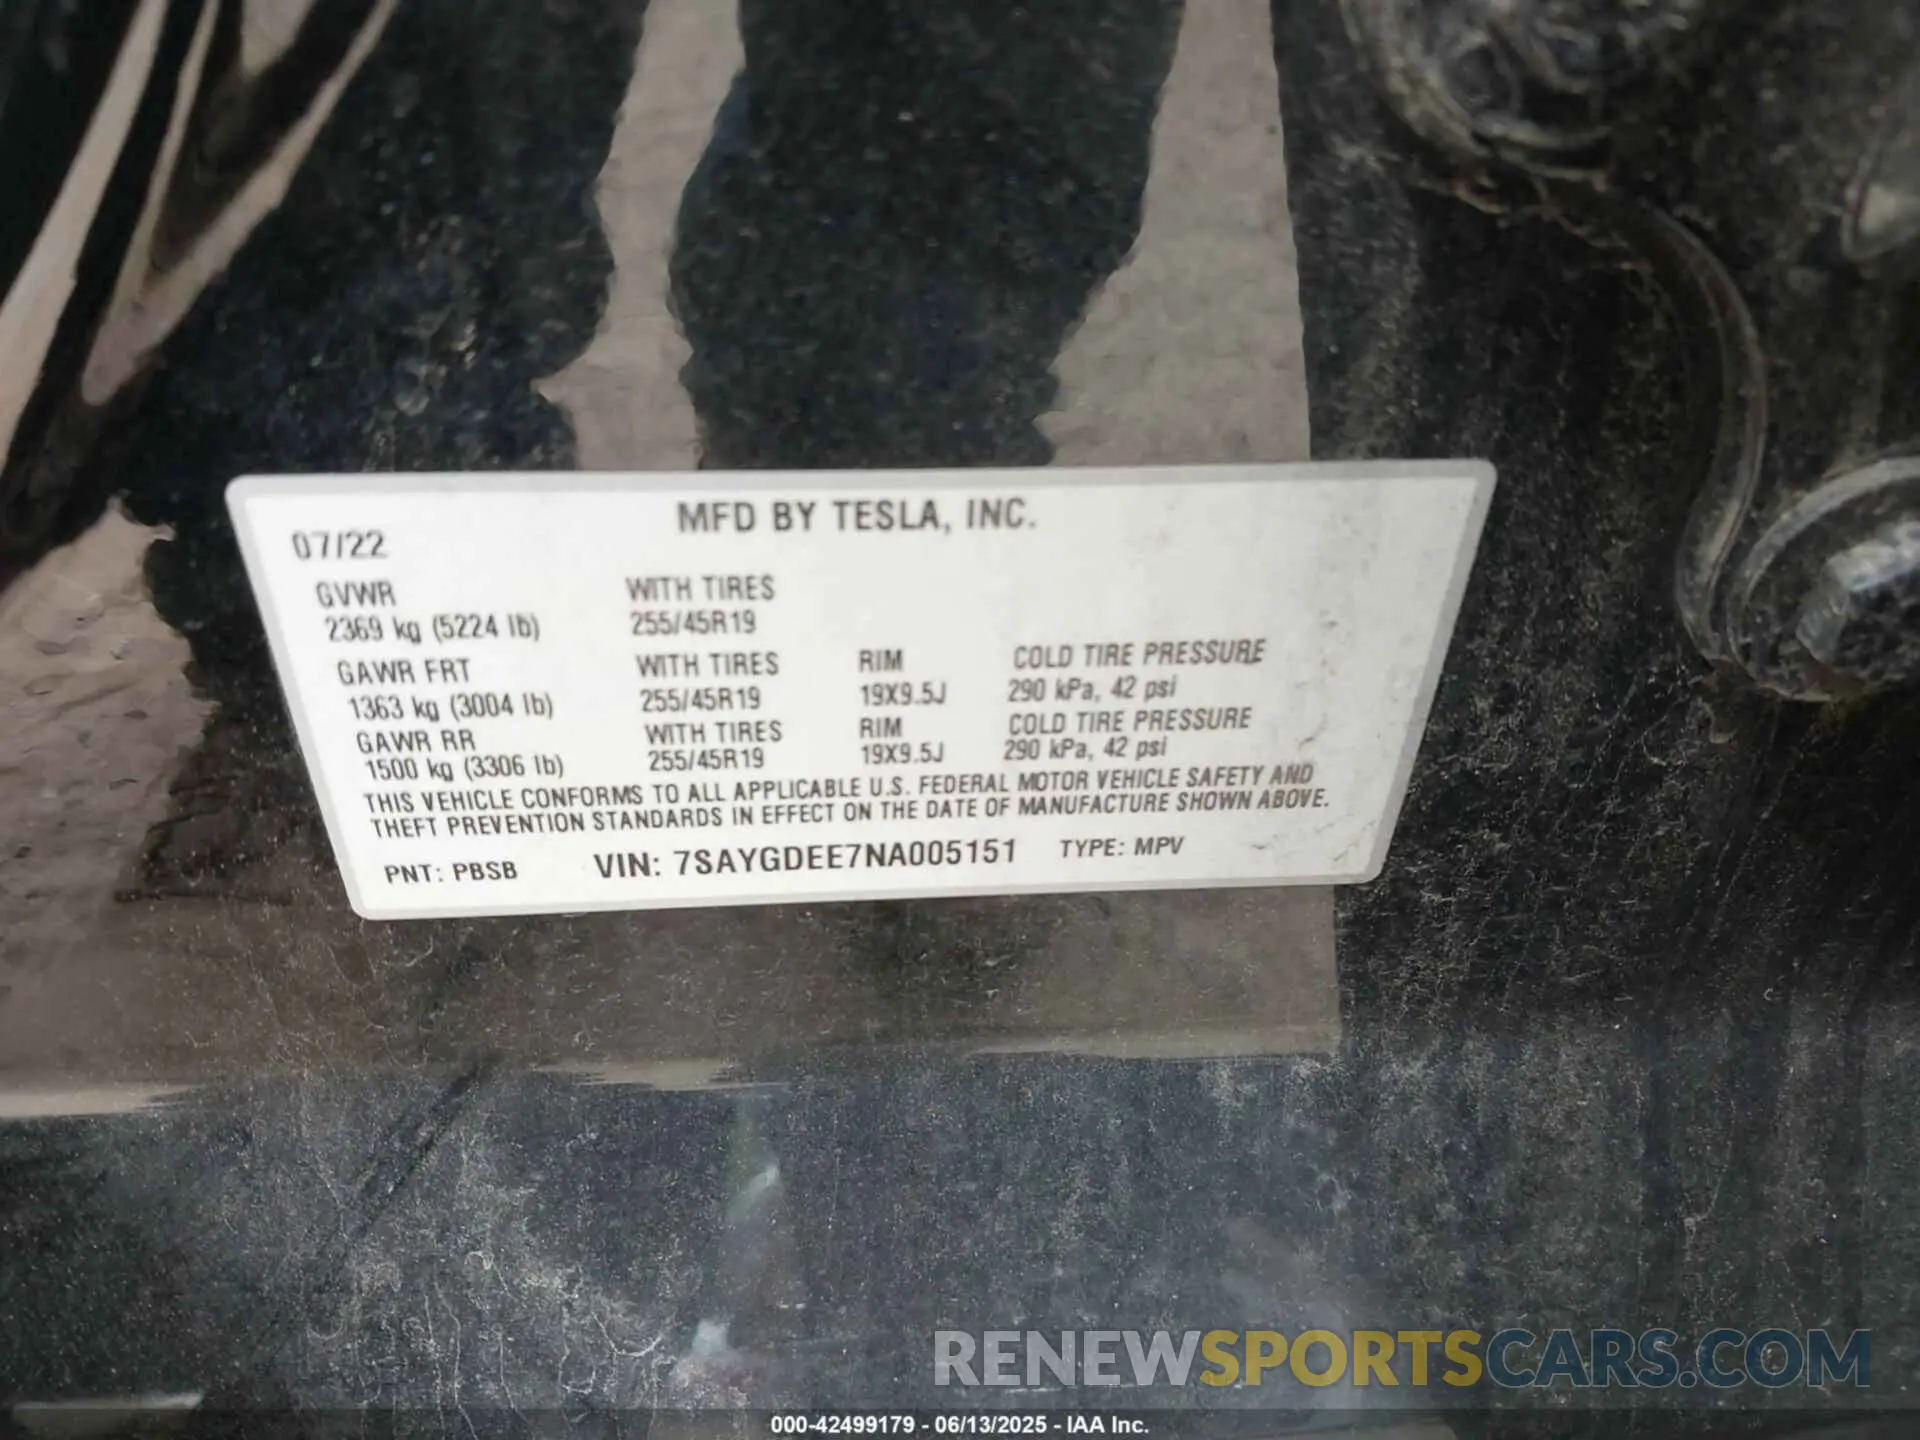 MFD BY TESLA, INC.
07/22
GVWR WITH TIRES
2369 kg (5224 lb) 255/45R19
GAWR FRT WITH TIRES RIM COLD TIRE PRESSURE
1363 kg (3004 lb) 255/45R19 19X9.5J 290 kPa, 42 psi
GAWR RR WITH TIRES RIM COLD TIRE PRESSURE
1500 kg (3306 lb) 255/45R19 19X9.5J 290 kPa, 42 psi
THIS VEHICLE CONFORMS TO ALL APPLICABLE U.S. FEDERAL MOTOR VEHICLE SAFETY AND
THEFT PREVENTION STANDARDS IN EFFECT ON THE DATE OF MANUFACTURE SHOWN ABOVE.
PNT: PBSB VIN: 7SAYGDEE7NA005151 TYPE: MPV
RENEWSPORTSCARS.COM
000-42499179 - 06/13/2025 - IAA Inc.